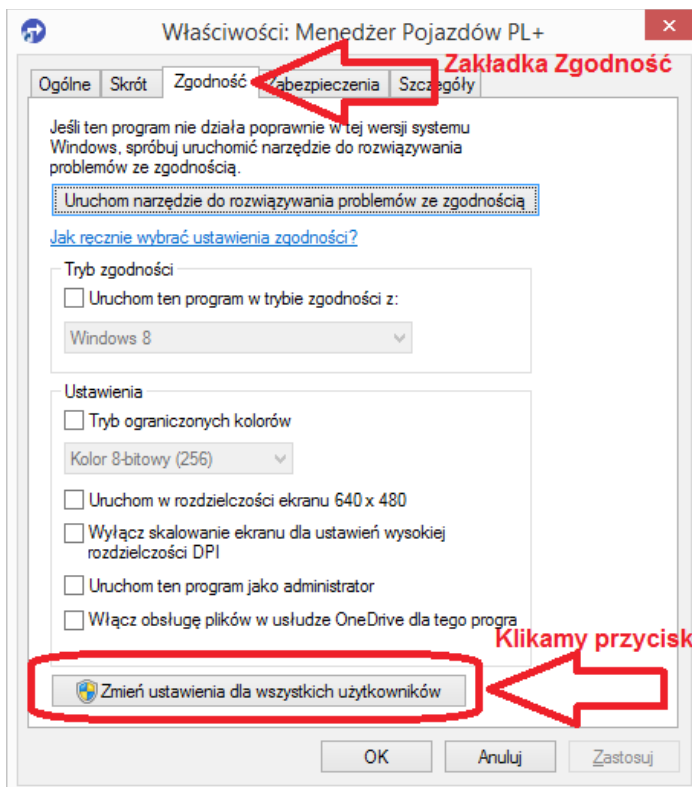 Właściwości: Menedżer Pojazdów PL+
Zakładka Zgodność
Ogólne
Skrót
Zgodność
Zabezpieczenia
Szczegóły
Jeśli ten program nie działa poprawnie w tej wersji systemu
Windows, spróbuj uruchomić narzędzie do rozwiązywania
problemów ze zgodnością.
Uruchom narzędzie do rozwiązywania problemów ze zgodnością
Jak ręcznie wybrać ustawienia zgodności?
Tryb zgodności
Uruchom ten program w trybie zgodności z:
Windows 8
Ustawienia
Tryb ograniczonych kolorów
Kolor 8-bitowy (256)
Uruchom w rozdzielczości ekranu 640 x 480
Wyłącz skalowanie ekranu dla ustawień wysokiej
rozdzielczości DPI
Uruchom ten program jako administrator
Włącz obsługę plików w usłudze OneDrive dla tego progra
Klikamy przycisk
Zmień ustawienia dla wszystkich użytkowników
OK
Anuluj
Zastosuj